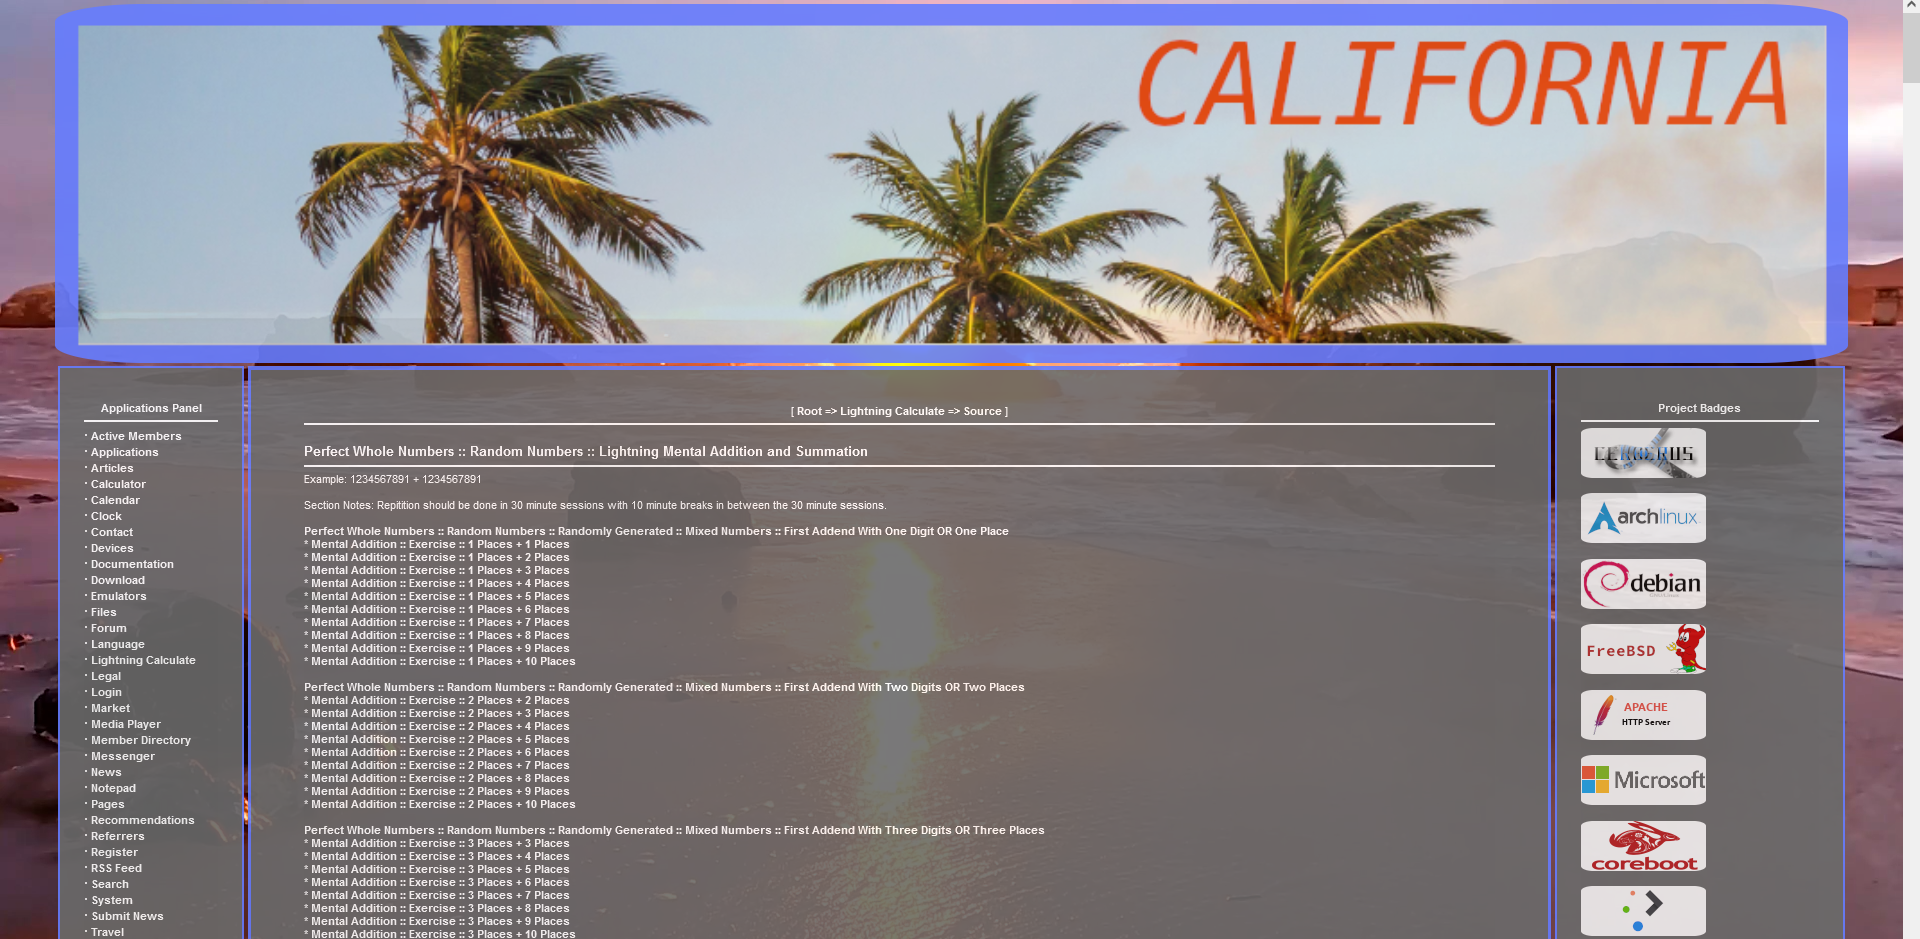 CALIFORNIA
Applications Panel
· Active Members
· Applications
· Articles
· Calculator
· Calendar
· Clock
· Contact
· Devices
· Documentation
· Download
· Emulators
· Files
· Forum
· Language
· Lightning Calculate
· Legal
· Login
· Market
· Media Player
· Member Directory
· Messenger
· News
· Notepad
· Pages
· Recommendations
· Referrers
· Register
· RSS Feed
· Search
· System
· Submit News
· Travel
[ Root => Lightning Calculate => Source ]
Perfect Whole Numbers :: Random Numbers :: Lightning Mental Addition and Summation
Example: 1234567891 + 1234567891
Section Notes: Repitition should be done in 30 minute sessions with 10 minute breaks in between the 30 minute sessions.
Perfect Whole Numbers :: Random Numbers :: Randomly Generated :: Mixed Numbers :: First Addend With One Digit OR One Place
* Mental Addition :: Exercise :: 1 Places + 1 Places
* Mental Addition :: Exercise :: 1 Places + 2 Places
* Mental Addition :: Exercise :: 1 Places + 3 Places
* Mental Addition :: Exercise :: 1 Places + 4 Places
* Mental Addition :: Exercise :: 1 Places + 5 Places
* Mental Addition :: Exercise :: 1 Places + 6 Places
* Mental Addition :: Exercise :: 1 Places + 7 Places
* Mental Addition :: Exercise :: 1 Places + 8 Places
* Mental Addition :: Exercise :: 1 Places + 9 Places
* Mental Addition :: Exercise :: 1 Places + 10 Places
Perfect Whole Numbers :: Random Numbers :: Randomly Generated :: Mixed Numbers :: First Addend With Two Digits OR Two Places
* Mental Addition :: Exercise :: 2 Places + 2 Places
* Mental Addition :: Exercise :: 2 Places + 3 Places
* Mental Addition :: Exercise :: 2 Places + 4 Places
* Mental Addition :: Exercise :: 2 Places + 5 Places
* Mental Addition :: Exercise :: 2 Places + 6 Places
* Mental Addition :: Exercise :: 2 Places + 7 Places
* Mental Addition :: Exercise :: 2 Places + 8 Places
* Mental Addition :: Exercise :: 2 Places + 9 Places
* Mental Addition :: Exercise :: 2 Places + 10 Places
Perfect Whole Numbers :: Random Numbers :: Randomly Generated :: Mixed Numbers :: First Addend With Three Digits OR Three Places
* Mental Addition :: Exercise :: 3 Places + 3 Places
* Mental Addition :: Exercise :: 3 Places + 4 Places
* Mental Addition :: Exercise :: 3 Places + 5 Places
* Mental Addition :: Exercise :: 3 Places + 6 Places
* Mental Addition :: Exercise :: 3 Places + 7 Places
* Mental Addition :: Exercise :: 3 Places + 8 Places
* Mental Addition :: Exercise :: 3 Places + 9 Places
* Mental Addition :: Exercise :: 3 Places + 10 Places
Project Badges
CERBERUS
archlinux
debian
FreeBSD
APACHE
HTTP Server
Microsoft
coreboot